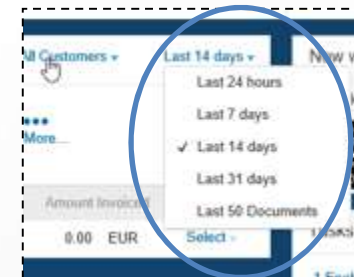 All Customers Last 14 days
Last 24 hours
Last 7 days
More...
✓ Last 14 days
Last 31 days
Amount Invoiced
Last 50 Documents
0.00 EUR Select